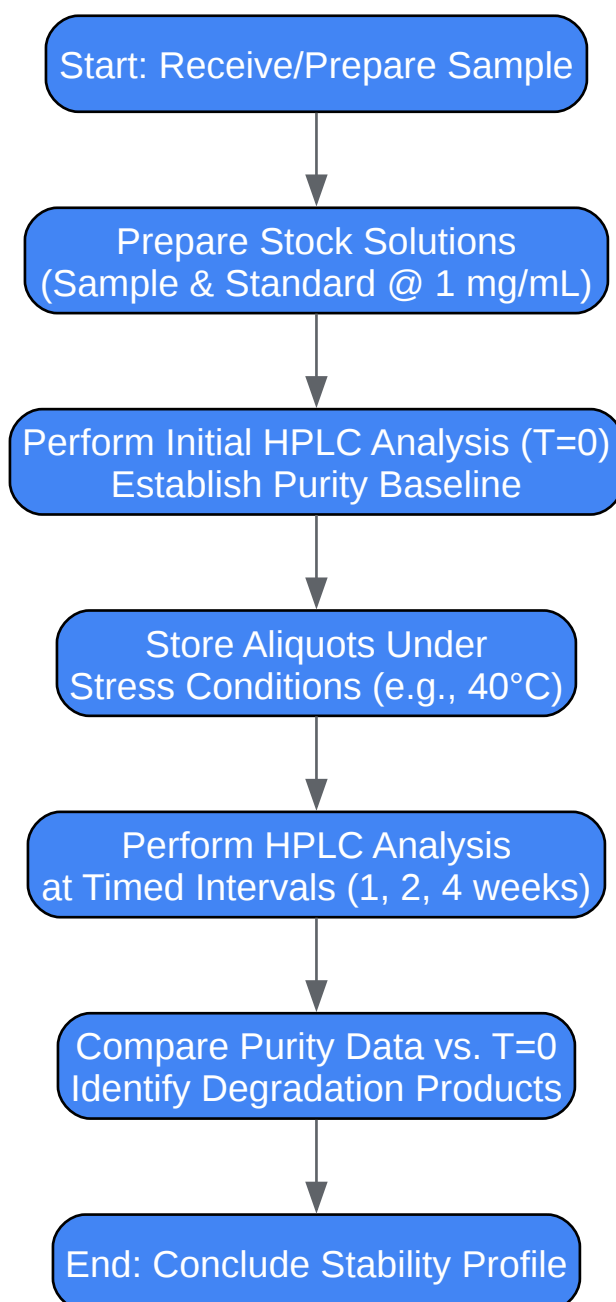 Start: Receive/Prepare Sample
Prepare Stock Solutions
(Sample & Standard @ 1 mg/mL)
Perform Initial HPLC Analysis (T=0)
Establish Purity Baseline
Store Aliquots Under
Stress Conditions (e.g., 40°C)
Perform HPLC Analysis
at Timed Intervals (1, 2, 4 weeks)
Compare Purity Data vs. T=0
Identify Degradation Products
End: Conclude Stability Profile